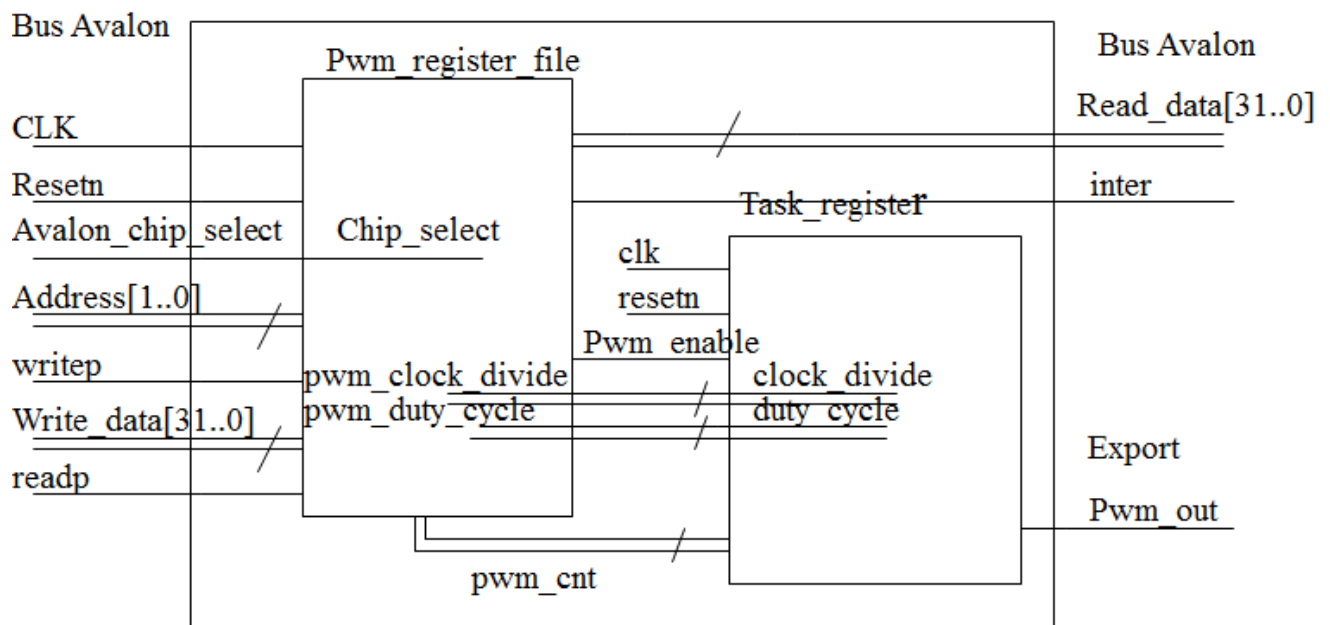 Bus Avalon
Bus Avalon
Pwm_register_file
Read_data[31..0]
CLK
Resetn
inter
Task_register
Avalon_chip_select
Chip_select
clk
Address[1..0]
resetn
Pwm_enable
writep
pwm_clock_divide
clock_divide
pwm_duty_cycle
duty_cycle
Write_data[31..0]
Export
readp
Pwm_out
pwm_cnt